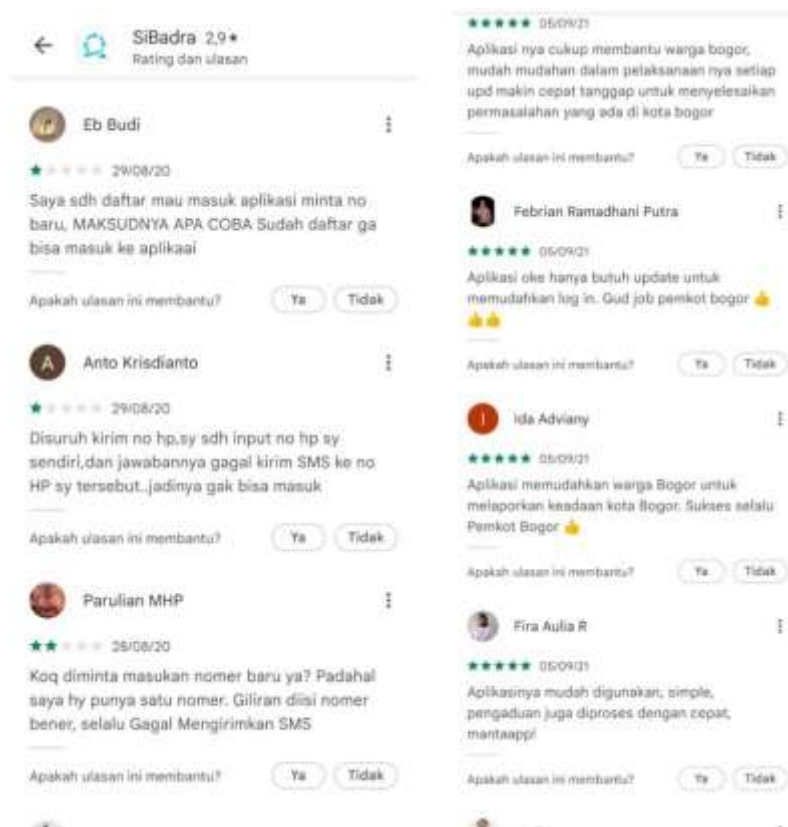 SiBadra 2,9★
Rating dan ulasan
Eb Budi
29/08/20
Saya sdh daftar mau masuk aplikasi minta no
baru, MAKSUDNYA APA COBA Sudah daftar ga
bisa masuk ke aplikaai
Apakah ulasan ini membantu? Ya Tidak
A Anto Krisdianto
29/08/20
Disuruh kirim no hp,sy sdh input no hp sy
sendiri,dan jawabannya gagal kirim SMS ke no
HP sy tersebut..jadinya gak bisa masuk
Apakah ulasan ini membantu? Ya Tidak
Parulian MHP
28/08/20
Koq diminta masukan nomer baru ya? Padahal
saya hy punya satu nomer. Giliran diisi nomer
bener, selalu Gagal Mengirimkan SMS
Apakah ulasan ini membantu? Ya Tidak
05/09/21
Aplikasi nya cukup membantu warga bogor,
mudah mudahan dalam pelaksanaan nya setiap
upd makin cepat tanggap untuk menyelesaikan
permasalahan yang ada di kota bogor
Apakah ulasan ini membantu? Ya Tidak
Febrian Ramadhani Putra
05/09/21
Aplikasi oke hanya butuh update untuk
memudahkan log in. Gud job pemkot bogor 👍
👍👍
Apakah ulasan ini membantu? Ya Tidak
I Ida Adviany
05/09/21
Aplikasi memudahkan warga Bogor untuk
melaporkan keadaan kota Bogor. Sukses selalu
Pemkot Bogor 👍
Apakah ulasan ini membantu? Ya Tidak
Fira Aulia R
05/09/21
Aplikasinya mudah digunakan, simple,
pengaduan juga diproses dengan cepat,
mantaapp!
Apakah ulasan ini membantu? Ya Tidak